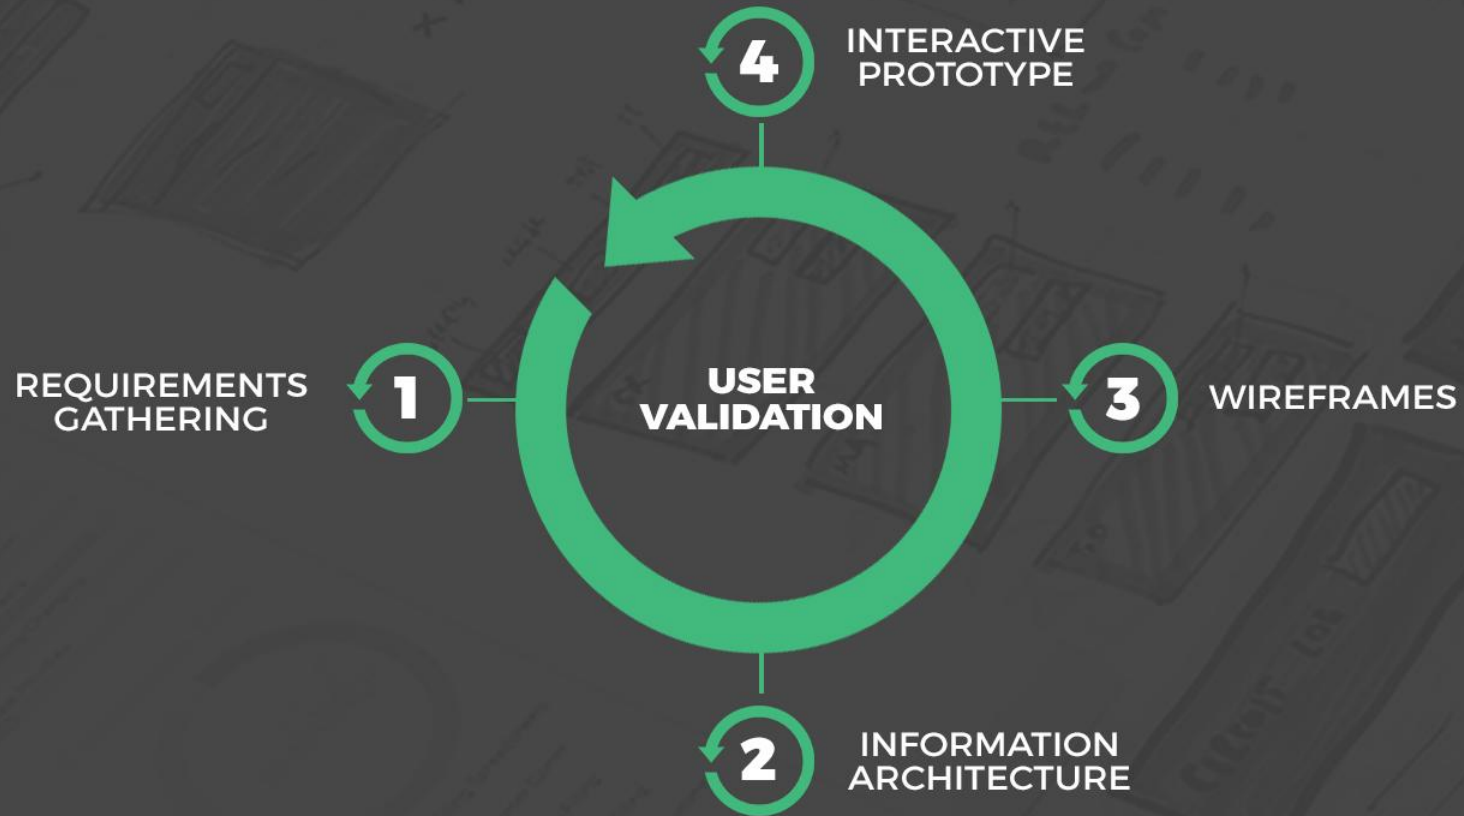 4
INTERACTIVE
PROTOTYPE
REQUIREMENTS
GATHERING
1
USER
VALIDATION
3
WIREFRAMES
2
INFORMATION
ARCHITECTURE